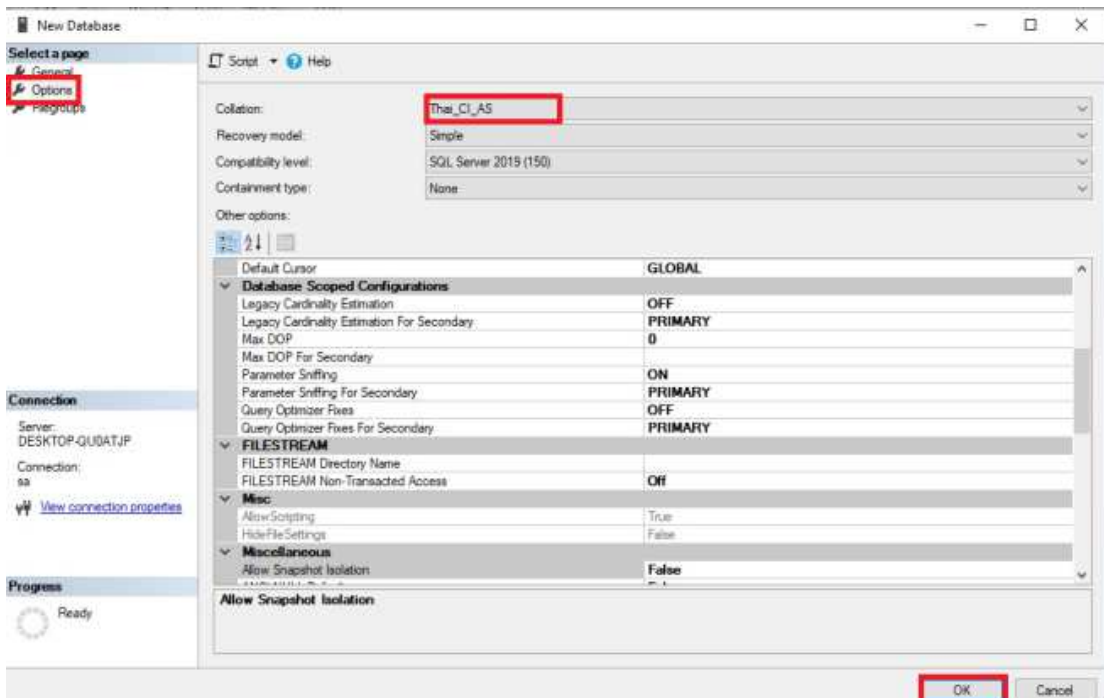 New Database
Select a page
General
Options
Filegroups
Script Help
Collation: Thai_CI_AS
Recovery model: Simple
Compatibility level: SQL Server 2019 (150)
Containment type: None
Other options:
Default Cursor GLOBAL
Database Scoped Configurations
Legacy Cardinality Estimation OFF
Legacy Cardinality Estimation For Secondary PRIMARY
Max DOP 0
Max DOP For Secondary
Parameter Sniffing ON
Parameter Sniffing For Secondary PRIMARY
Query Optimizer Fixes OFF
Query Optimizer Fixes For Secondary PRIMARY
FILESTREAM
FILESTREAM Directory Name
FILESTREAM Non-Transacted Access Off
Misc
AllowScripting True
HideFileSettings False
Miscellaneous
Allow Snapshot Isolation False
Allow Snapshot Isolation
Connection
Server:
DESKTOP-GU0ATJP
Connection:
sa
View connection properties
Progress
Ready
OK Cancel